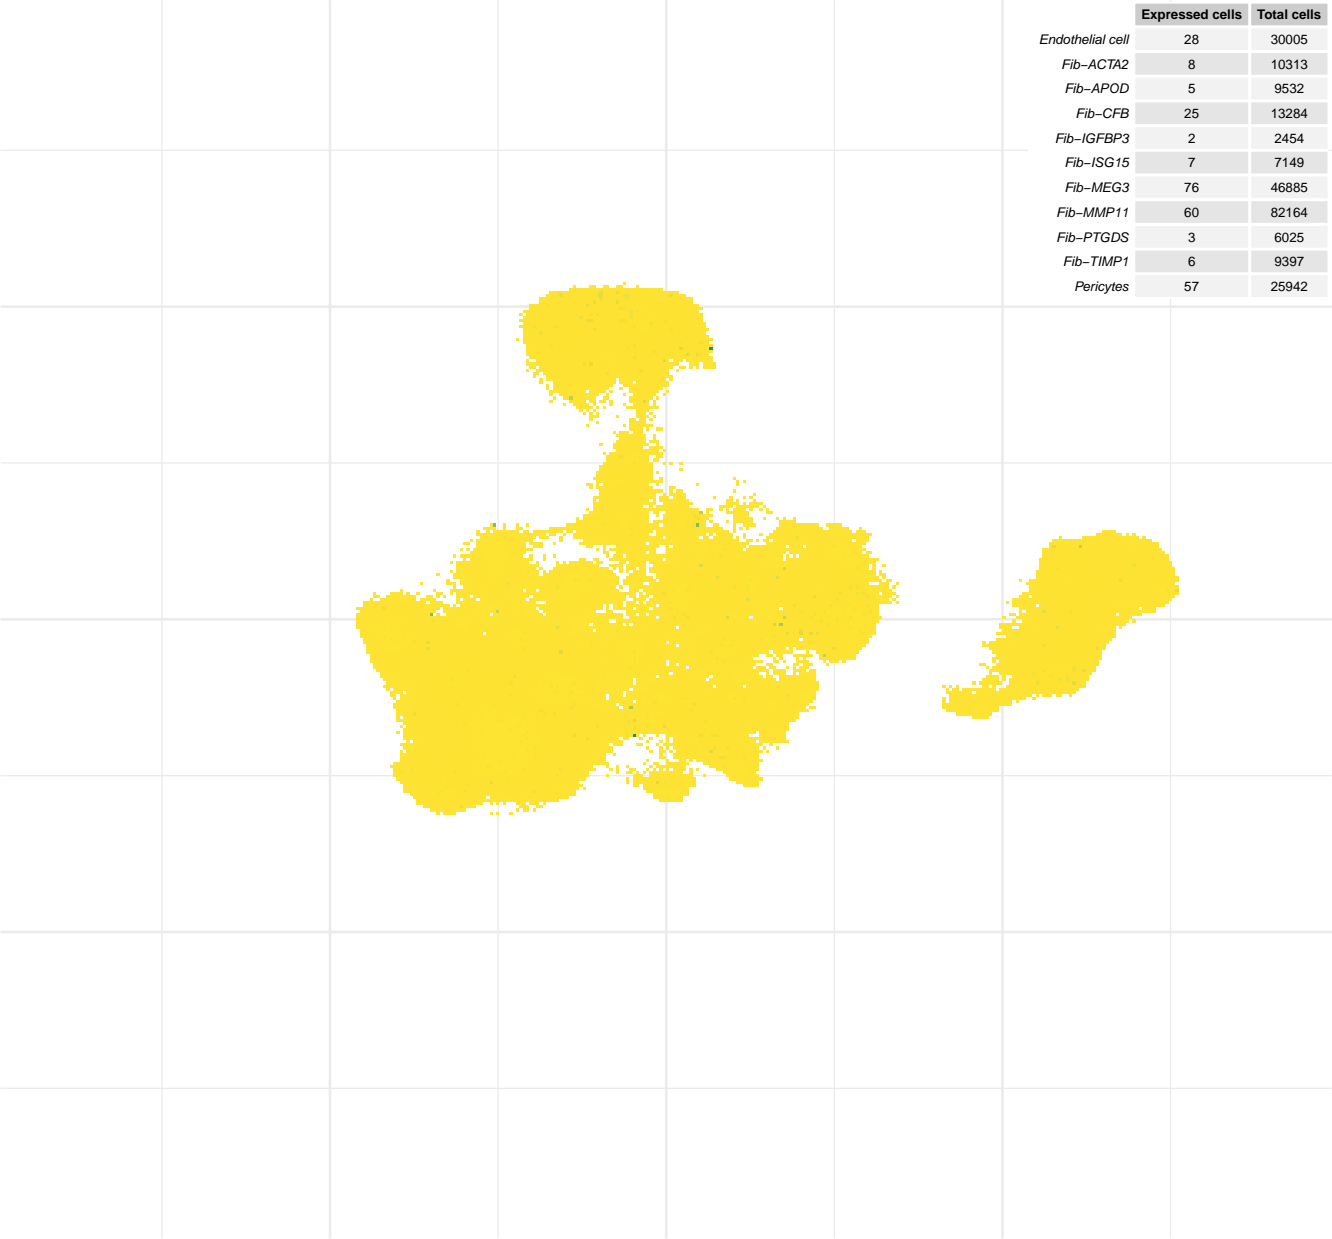 Expressed cells Total cells
Endothelial cell 28 30005
Fib−ACTA2 8 10313
Fib−APOD 5 9532
Fib−CFB 25 13284
Fib−IGFBP3 2 2454
Fib−ISG15 7 7149
Fib−MEG3 76 46885
Fib−MMP11 60 82164
Fib−PTGDS 3 6025
Fib−TIMP1 6 9397
Pericytes 57 25942